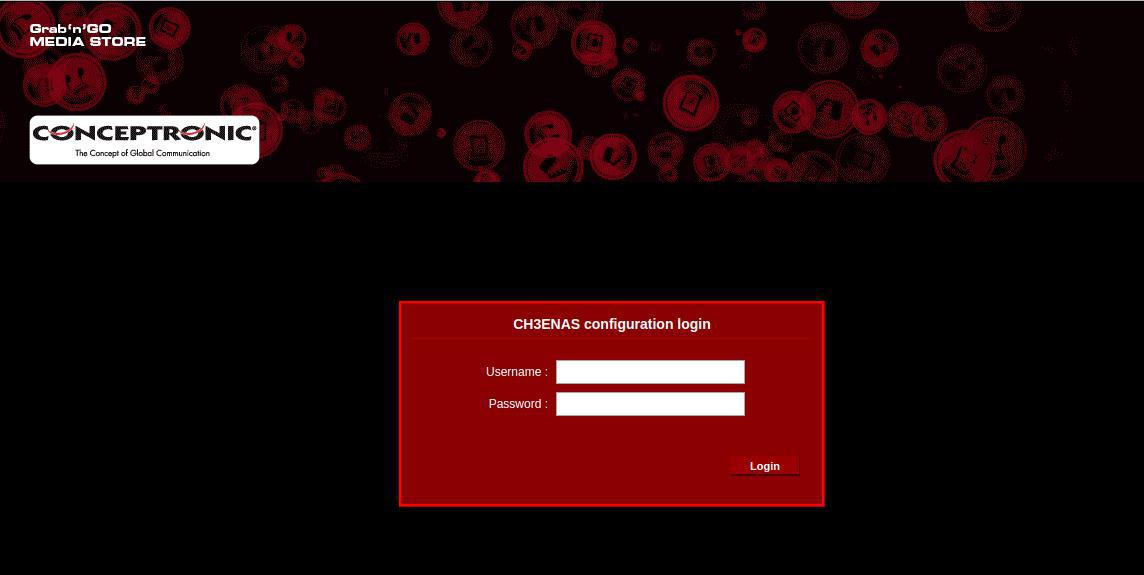 Grab'n'GO
MEDIA STORE
CONCEPTRONIC®
The Concept of Global Communication
CH3ENAS configuration login
Username :
Password :
Login